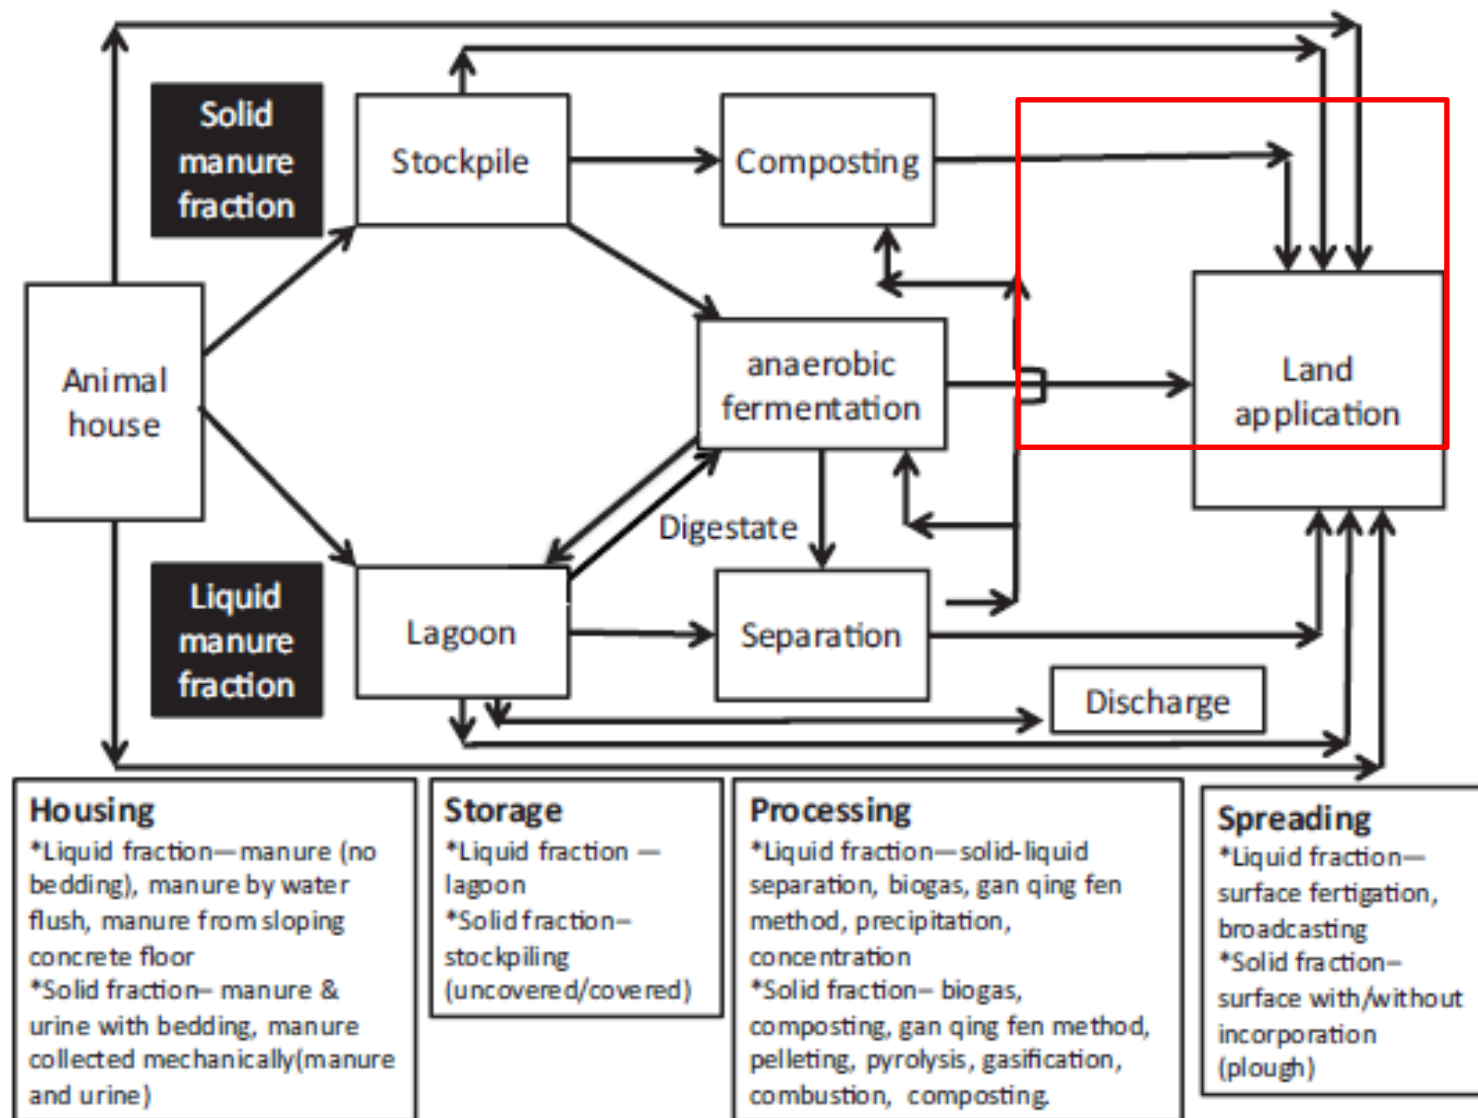 Solid
manure
fraction
Stockpile
Composting
Animal
house
anaerobic
fermentation
Land
application
Digestate
Liquid
manure
fraction
Lagoon
Separation
Discharge
Housing
*Liquid fraction—manure (no
bedding), manure by water
flush, manure from sloping
concrete floor
*Solid fraction– manure &
urine with bedding, manure
collected mechanically(manure
and urine)
Storage
*Liquid fraction —
lagoon
*Solid fraction–
stockpiling
(uncovered/covered)
Processing
*Liquid fraction—solid-liquid
separation, biogas, gan qing fen
method, precipitation,
concentration
*Solid fraction– biogas,
composting, gan qing fen method,
pelleting, pyrolysis, gasification,
combustion, composting.
Spreading
*Liquid fraction—
surface fertigation,
broadcasting
*Solid fraction–
surface with/without
incorporation
(plough)